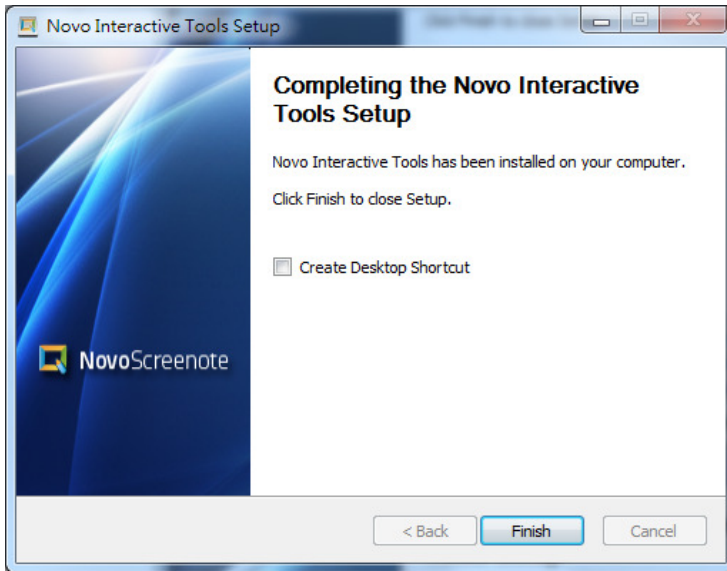 Novo Interactive Tools Setup
Completing the Novo Interactive
Tools Setup
Novo Interactive Tools has been installed on your computer.
Click Finish to close Setup.
Create Desktop Shortcut
NovoScreenote
< Back
Finish
Cancel